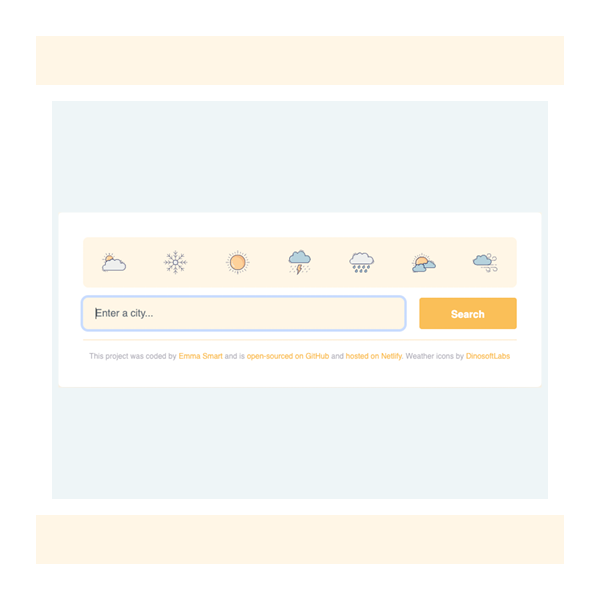 Enter a city...
Search
This project was coded by Emma Smart and is open-sourced on GitHub and hosted on Netlify. Weather icons by DinosoftLabs